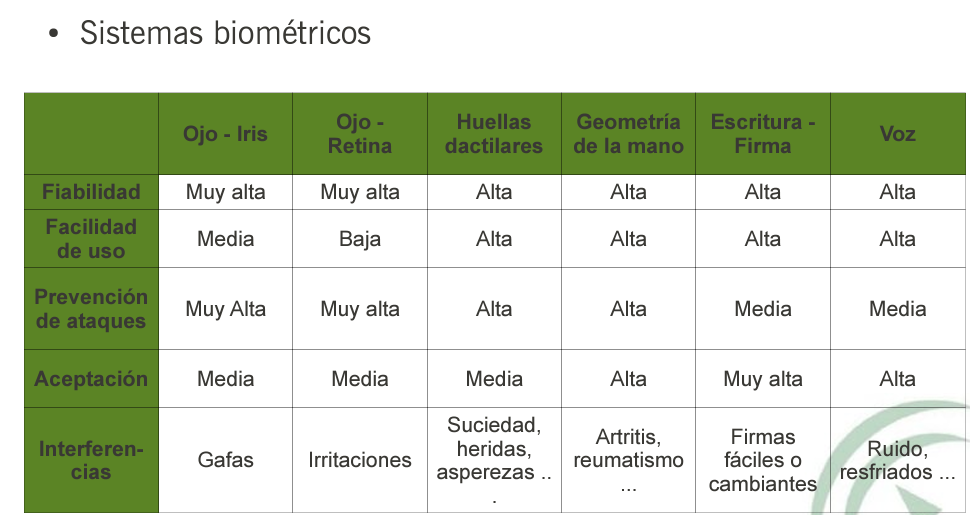 • Sistemas biométricos
Ojo - Iris
Ojo -
Retina
Huellas
dactilares
Geometría
de la mano
Escritura -
Firma
Voz
Fiabilidad
Muy alta
Muy alta
Alta
Alta
Alta
Alta
Facilidad
de uso
Media
Baja
Alta
Alta
Alta
Alta
Prevención
de ataques
Muy Alta
Muy alta
Alta
Alta
Media
Media
Aceptación
Media
Media
Media
Alta
Muy alta
Alta
Interferen-
cias
Gafas
Irritaciones
Suciedad,
heridas,
asperezas ..
.
Artritis,
reumatismo
...
Firmas
fáciles o
cambiantes
Ruido,
resfriados ...